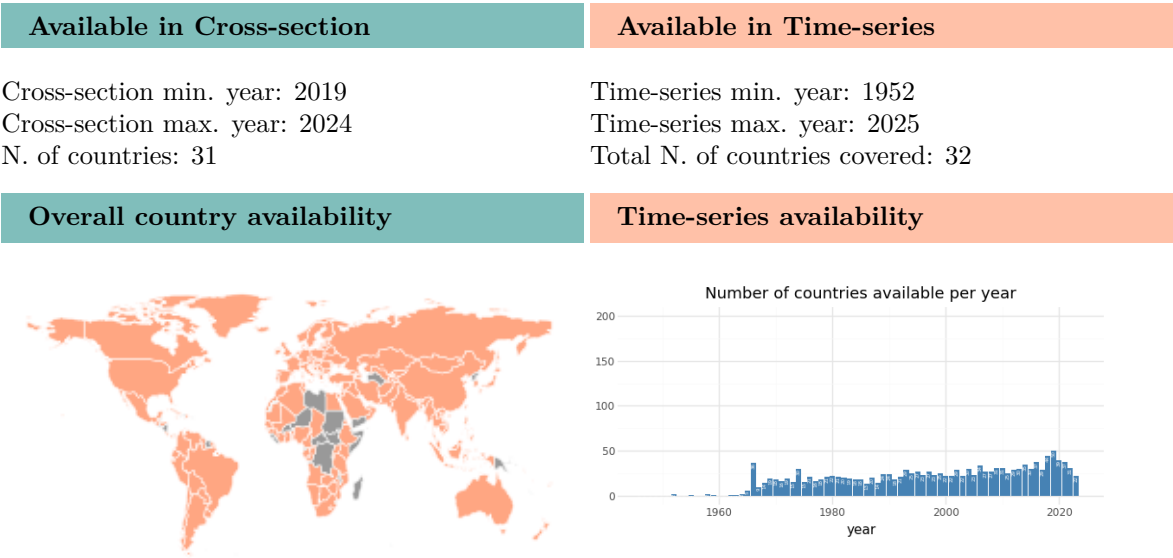 Available in Cross-section
Available in Time-series
Cross-section min. year: 2019
Cross-section max. year: 2024
N. of countries: 31
Time-series min. year: 1952
Time-series max. year: 2025
Total N. of countries covered: 32
Overall country availability
Time-series availability
Number of countries available per year
200
150
100
50
0
1960
1980
2000
2020
year